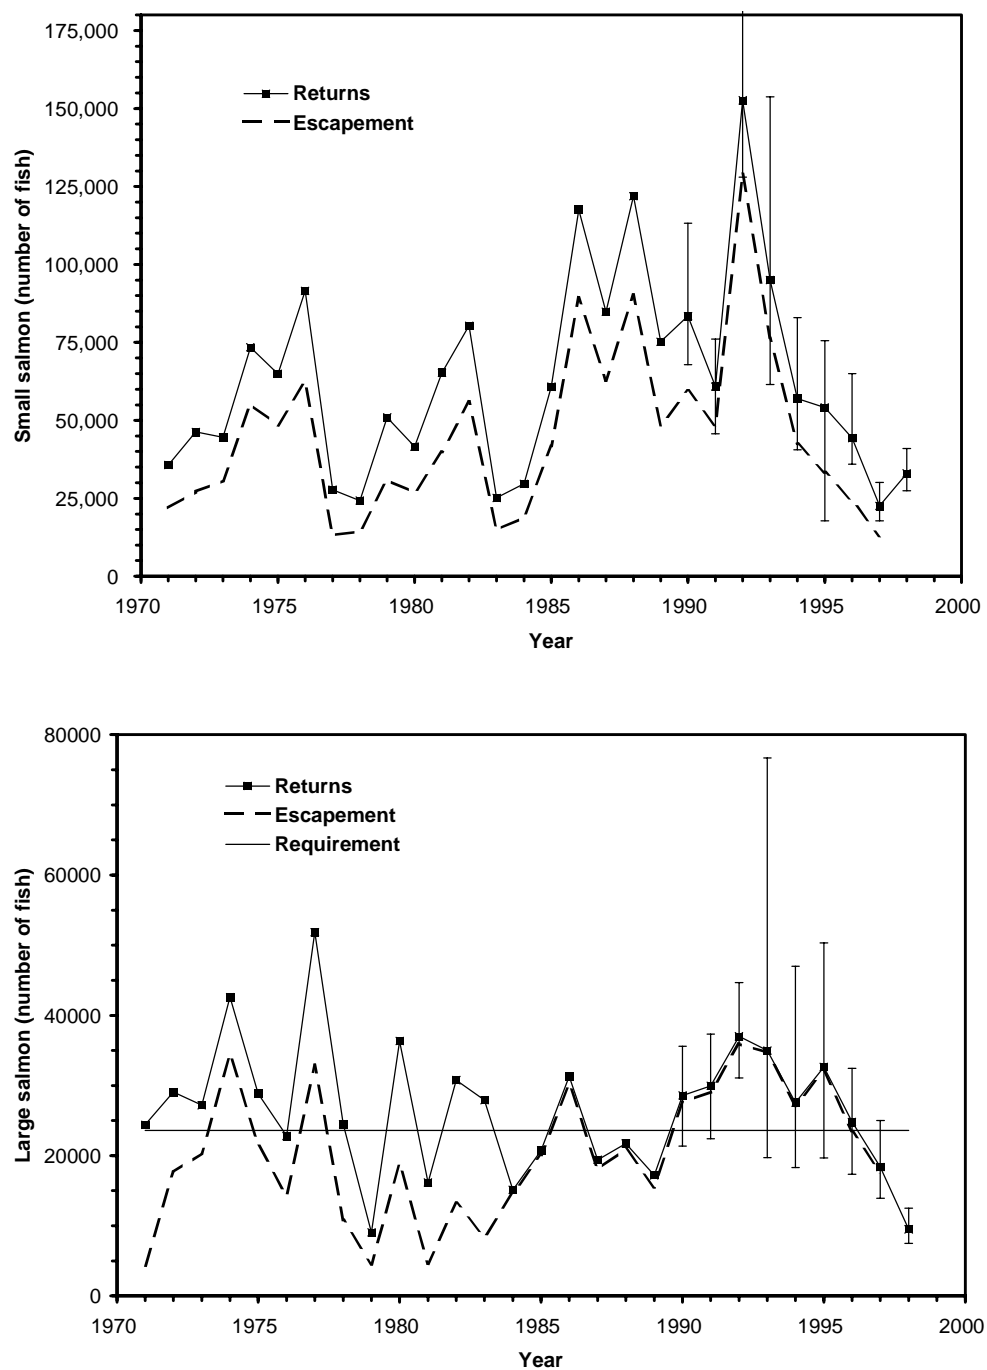 175,000
150,000
125,000
100,000
75,000
50,000
25,000
0
Small salmon (number of fish)
Returns
Escapement
1970 1975 1980 1985 1990 1995 2000
Year
80000
60000
40000
20000
0
Large salmon (number of fish)
Returns
Escapement
Requirement
1970 1975 1980 1985 1990 1995 2000
Year